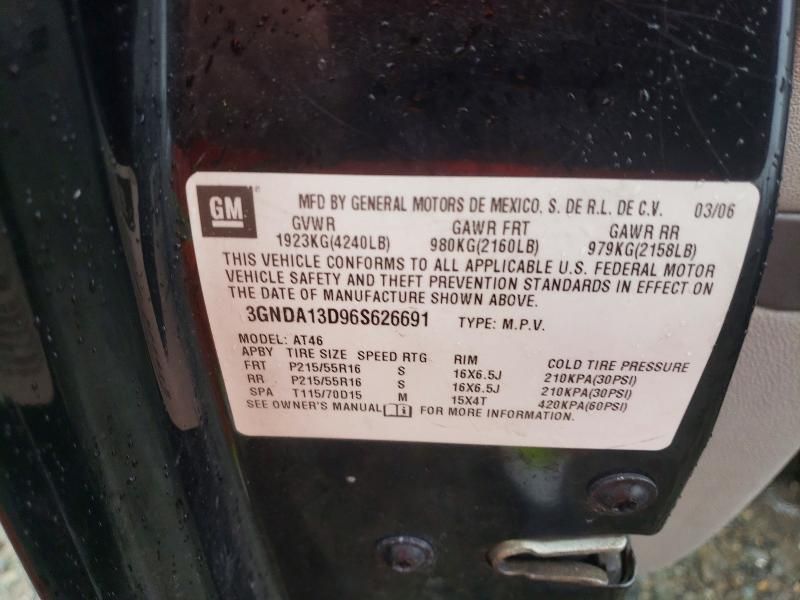 GM
MFD BY GENERAL MOTORS DE MEXICO, S. DE R.L. DE C.V. 03/06
GVWR GAWR FRT GAWR RR
1923KG(4240LB) 980KG(2160LB) 979KG(2158LB)
THIS VEHICLE CONFORMS TO ALL APPLICABLE U.S. FEDERAL MOTOR
VEHICLE SAFETY AND THEFT PREVENTION STANDARDS IN EFFECT ON
THE DATE OF MANUFACTURE SHOWN ABOVE.
3GNDA13D96S626691 TYPE: M.P.V.
MODEL: AT46
APBY TIRE SIZE SPEED RTG RIM COLD TIRE PRESSURE
FRT P215/55R16 S 16X6.5J 210KPA(30PSI)
RR P215/55R16 S 16X6.5J 210KPA(30PSI)
SPA T115/70D15 M 15X4T 420KPA(60PSI)
SEE OWNER'S MANUAL FOR MORE INFORMATION.